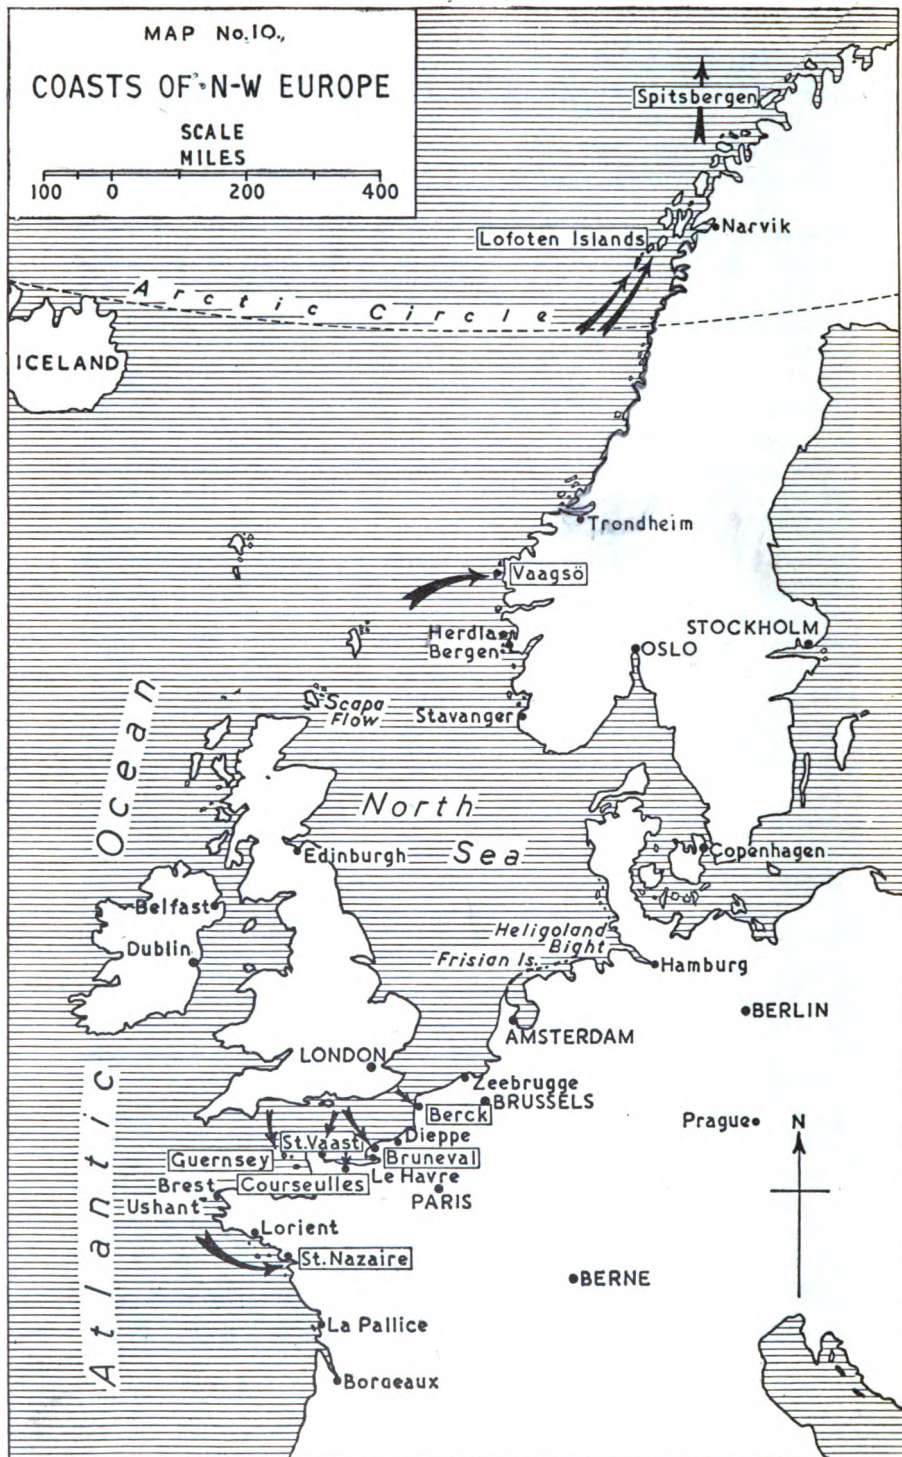 MAP No.10.,
COASTS OF N-W EUROPE
SCALE
MILES
100 0 200 400
Spitsbergen
Narvik
Lofoten Islands
Arctic Circle
ICELAND
Trondheim
Vaagsö
Herdla
Bergen
STOCKHOLM
OSLO
Scapa
Flow
Stavanger
North
Sea
Edinburgh
Copenhagen
Belfast
Dublin
Heligoland
Bight
Frisian Is.
Hamburg
BERLIN
AMSTERDAM
LONDON
Zeebrugge
BRUSSELS
Berck
Prague
N
Dieppe
St.Vaast
Bruneval
Guernsey
Courseulles
Le Havre
PARIS
Brest
Ushant
Lorient
St.Nazaire
BERNE
La Pallice
Boraeaux
Atlantic Ocean